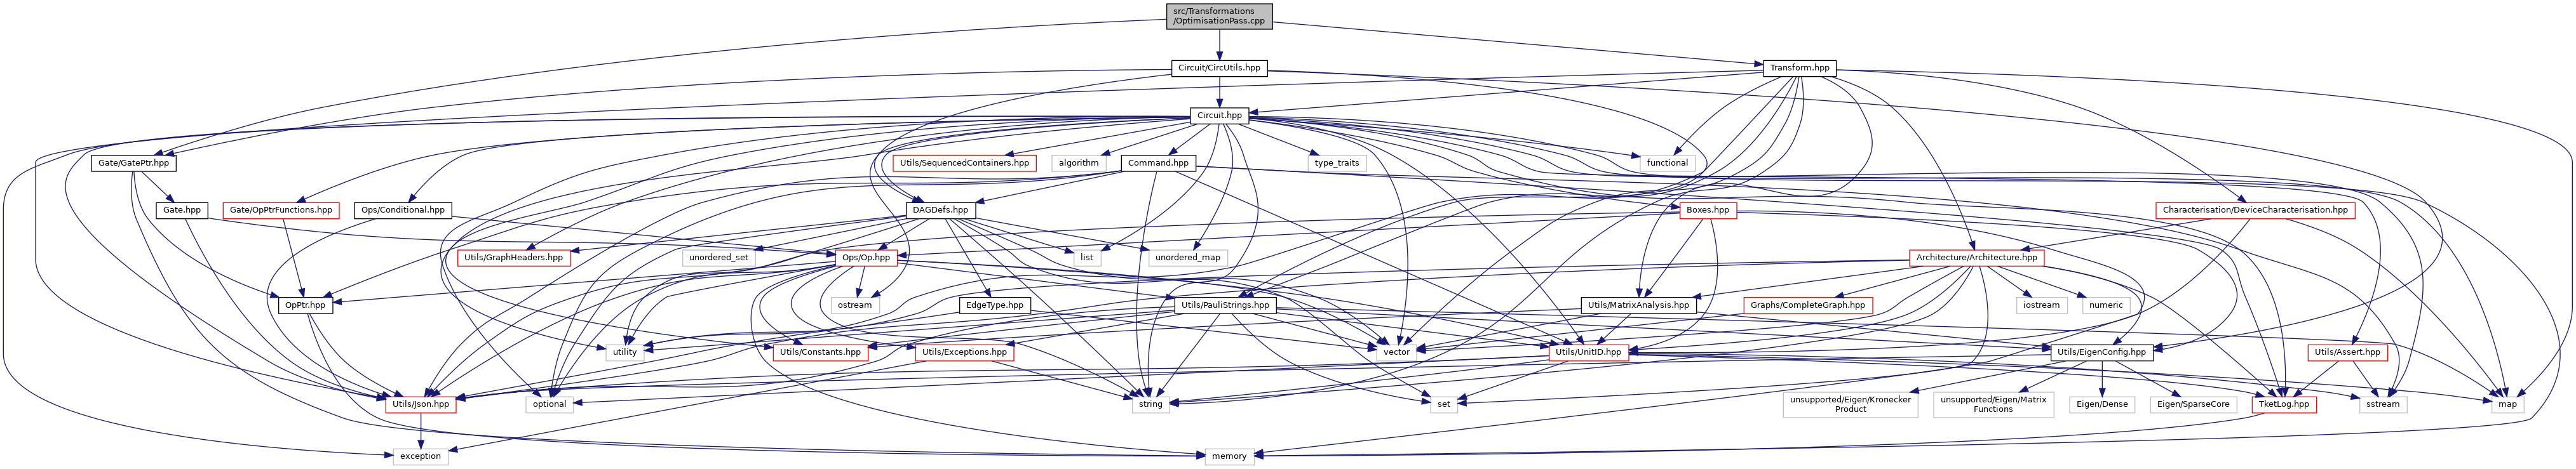 src/Transformations
/OptimisationPass.cpp
Circuit/CircUtils.hpp
Transform.hpp
Circuit.hpp
Gate/GatePtr.hpp
Utils/SequencedContainers.hpp
algorithm
Command.hpp
type_traits
functional
Gate.hpp
Gate/OpPtrFunctions.hpp
Ops/Conditional.hpp
DAGDefs.hpp
Boxes.hpp
Characterisation/DeviceCharacterisation.hpp
Utils/GraphHeaders.hpp
unordered_set
Ops/Op.hpp
list
unordered_map
Architecture/Architecture.hpp
OpPtr.hpp
ostream
EdgeType.hpp
Utils/PauliStrings.hpp
Utils/MatrixAnalysis.hpp
Graphs/CompleteGraph.hpp
iostream
numeric
utility
Utils/Constants.hpp
Utils/Exceptions.hpp
vector
Utils/UnitID.hpp
Utils/EigenConfig.hpp
Utils/Assert.hpp
Utils/Json.hpp
optional
string
set
unsupported/Eigen/Kronecker
Product
unsupported/Eigen/Matrix
Functions
Eigen/Dense
Eigen/SparseCore
TketLog.hpp
sstream
map
exception
memory